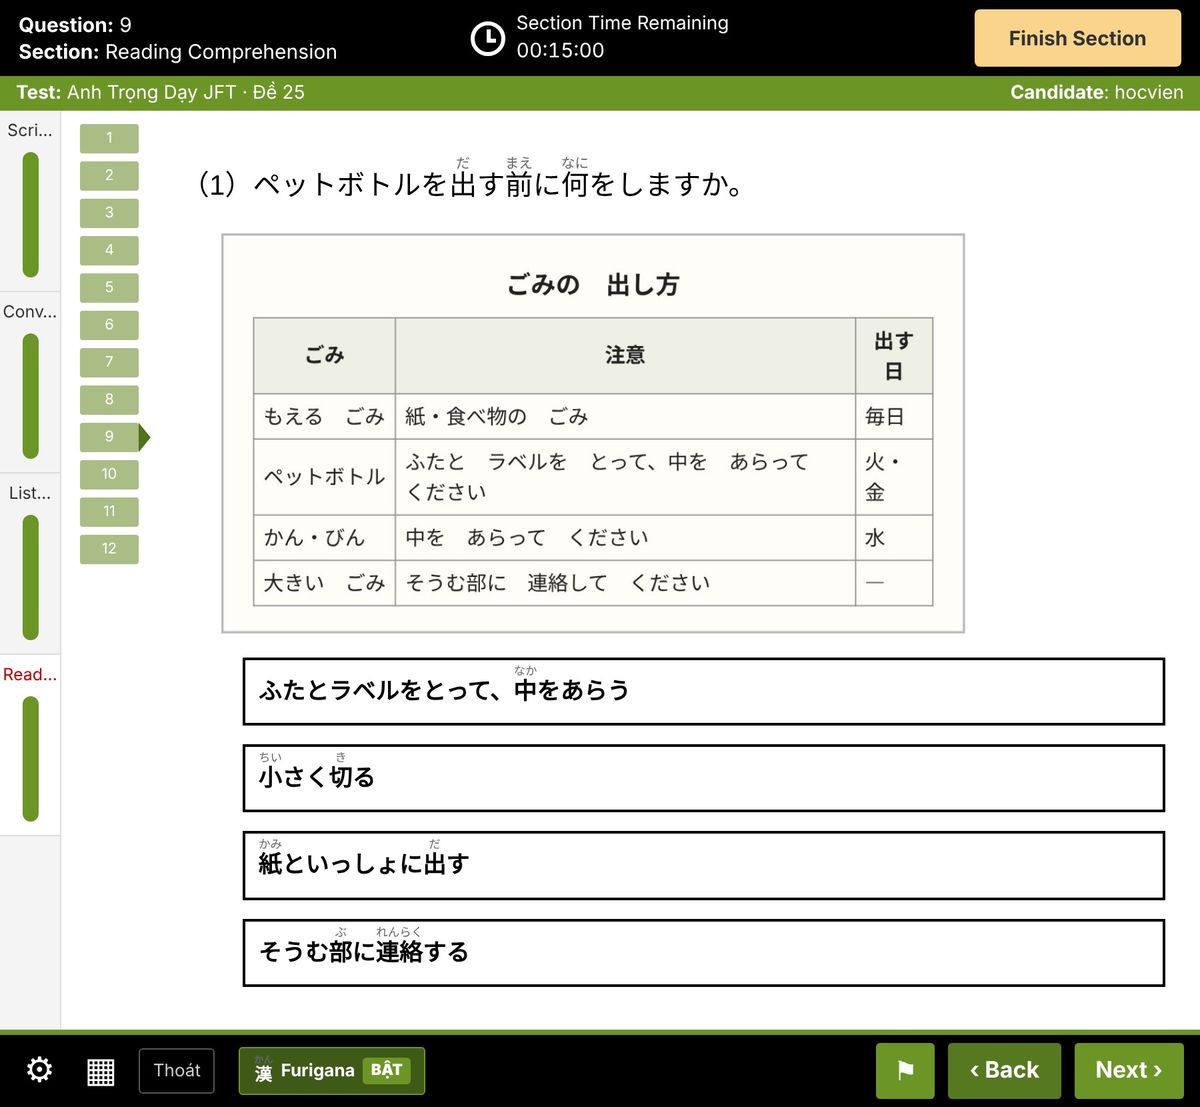 Question: 9
Section: Reading Comprehension
Section Time Remaining
00:15:00
Finish Section
Test: Anh Trọng Dạy JFT · Đề 25
Candidate: hocvien
Scri...
Conv...
List...
Read...
1
2
3
4
5
6
7
8
9
10
11
12
だ まえ なに
（1）ペットボトルを出す前に何をしますか。
ごみの　出し方
ごみ 注意 出す
日
もえる　ごみ 紙・食べ物の　ごみ 毎日
ペットボトル ふたと　ラベルを　とって、中を　あらって
ください 火・
金
かん・びん 中を　あらって　ください 水
大きい　ごみ そうむ部に　連絡して　ください —
なか
ふたとラベルをとって、中をあらう
ちい き
小さく切る
かみ だ
紙といっしょに出す
ぶ れんらく
そうむ部に連絡する
Thoát
かん
漢 Furigana BẬT
‹ Back
Next ›